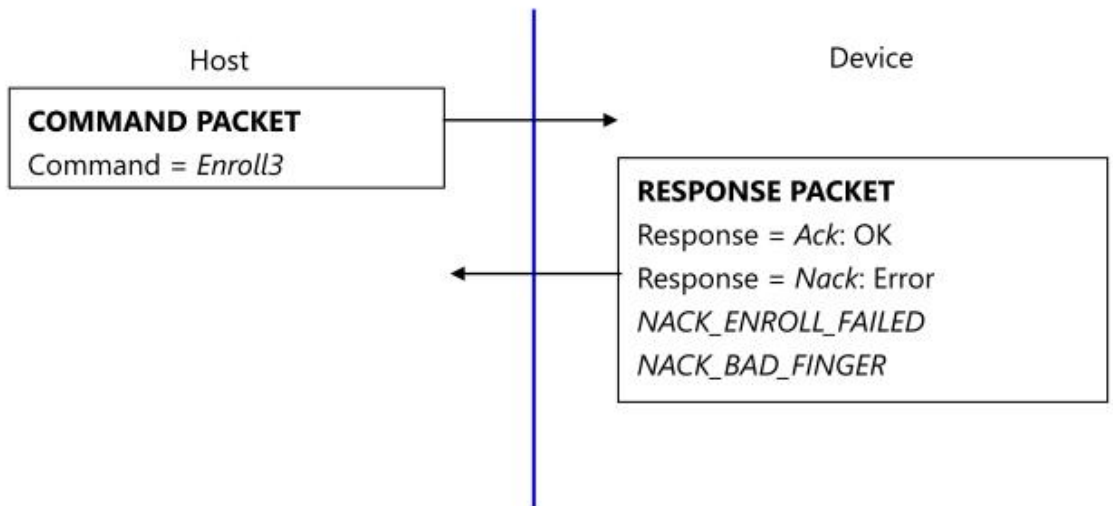 Host
Device
COMMAND PACKET
Command = Enroll3
RESPONSE PACKET
Response = Ack: OK
Response = Nack: Error
NACK_ENROLL_FAILED
NACK_BAD_FINGER